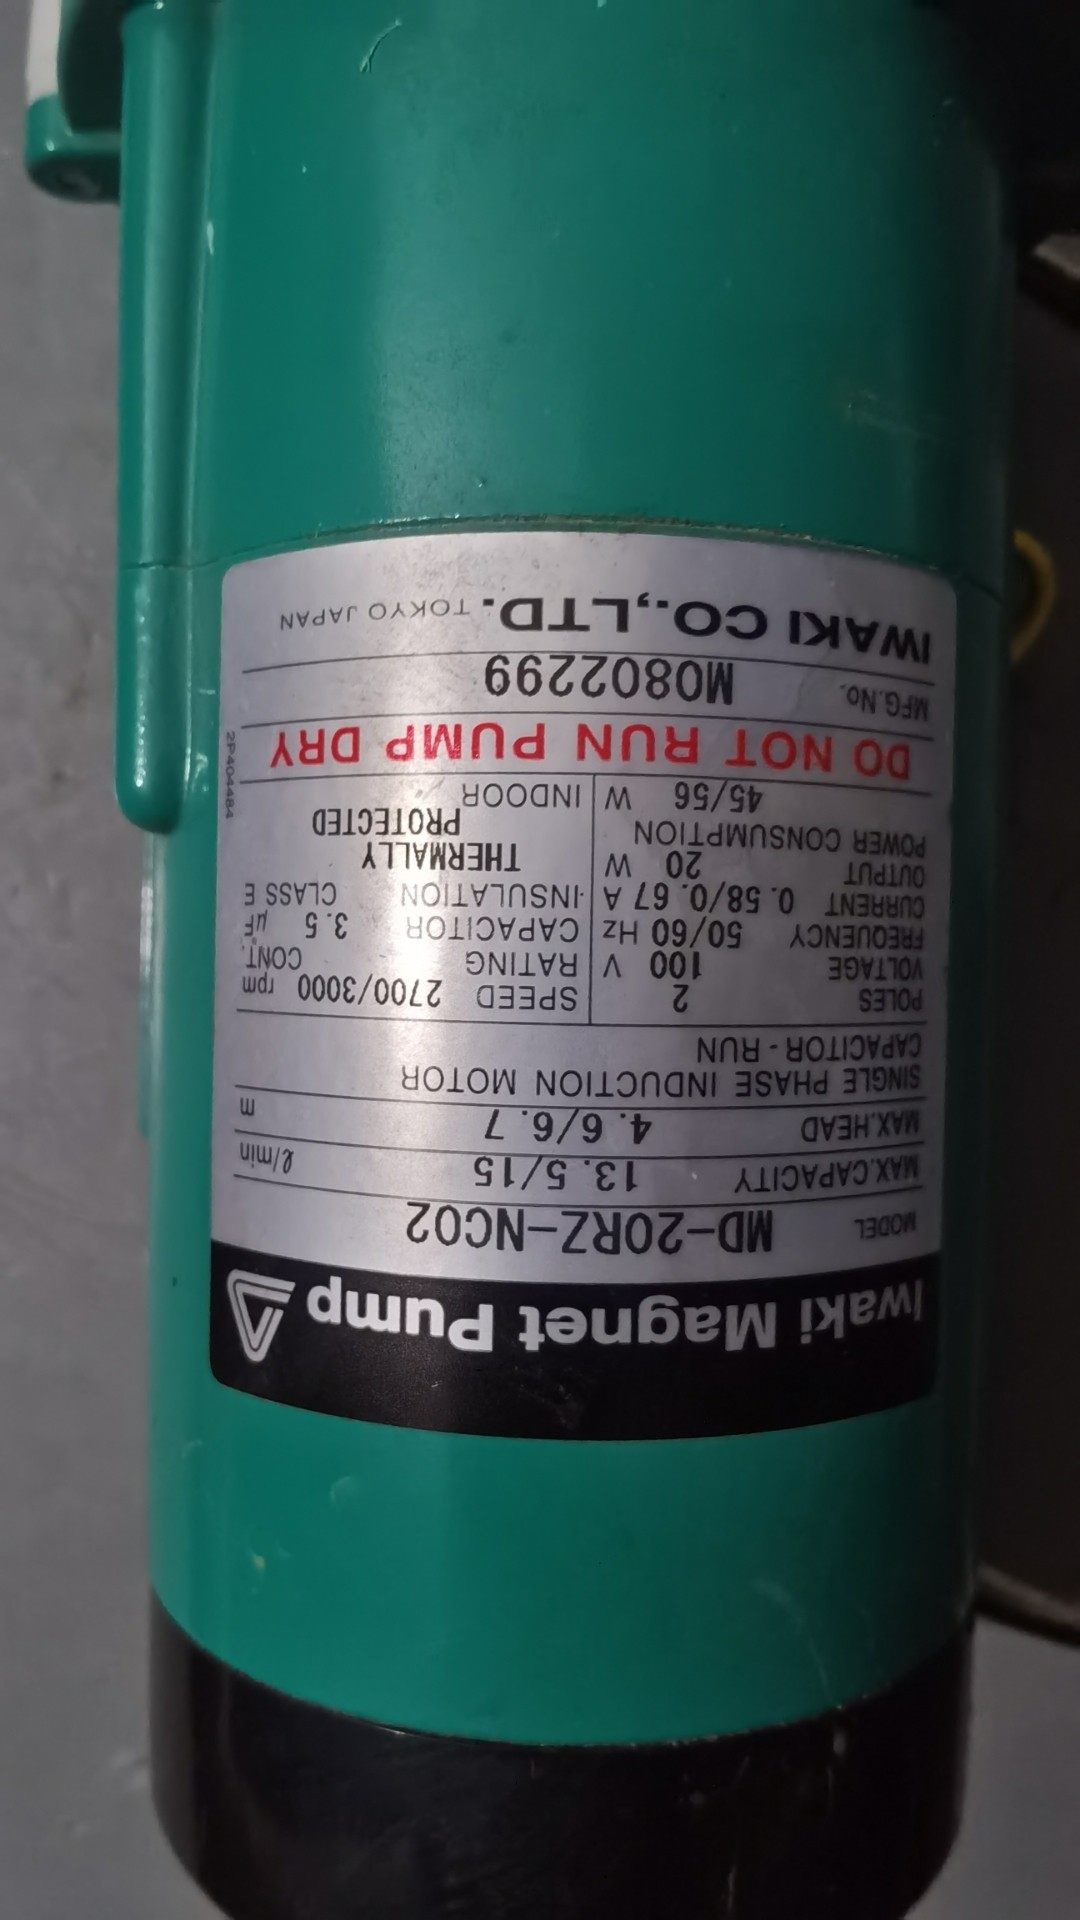 Iwaki Magnet Pump
MODEL MD-20RZ-NC02
MAX.CAPACITY 13.5/15 ℓ/min
MAX.HEAD 4.6/6.7 m
SINGLE PHASE INDUCTION MOTOR
CAPACITOR-RUN
POLES 2 SPEED 2700/3000 rpm
VOLTAGE 100 V RATING CONT.
FREQUENCY 50/60 Hz CAPACITOR 3.5 μF
CURRENT 0.58/0.67 A INSULATION CLASS E
OUTPUT 20 W THERMALLY
POWER CONSUMPTION PROTECTED
45/56 W INDOOR
DO NOT RUN PUMP DRY
MFG.No. M0802299
IWAKI CO.,LTD. TOKYO JAPAN
2P404484